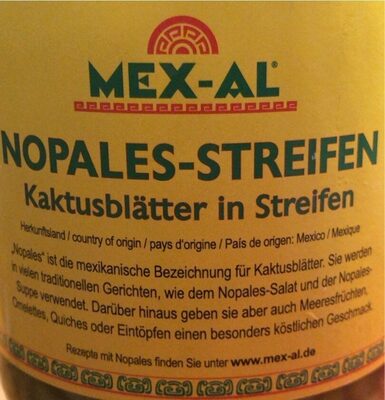 MEX-AL®
NOPALES-STREIFEN
Kaktusblätter in Streifen
Herkunftsland / country of origin / pays d'origine / País de origen: Mexico / Mexique
„Nopales" ist die mexikanische Bezeichnung für Kaktusblätter. Sie werden
in vielen traditionellen Gerichten, wie dem Nopales-Salat und der Nopales-
Suppe verwendet. Darüber hinaus geben sie aber auch Meeresfrüchten,
Omelettes, Quiches oder Eintöpfen einen besonders köstlichen Geschmack.
Rezepte mit Nopales finden Sie unter www.mex-al.de